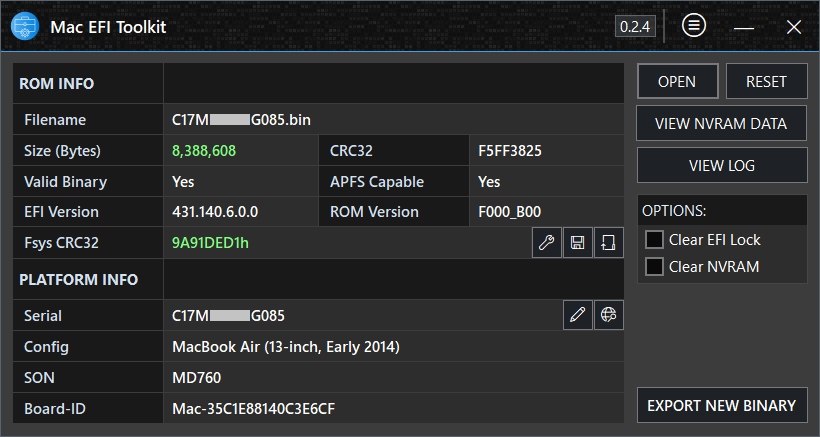 Mac EFI Toolkit 0.2.4
ROM INFO
Filename C17M G085.bin
Size (Bytes) 8,388,608 CRC32 F5FF3825
Valid Binary Yes APFS Capable Yes
EFI Version 431.140.6.0.0 ROM Version F000_B00
Fsys CRC32 9A91DED1h
PLATFORM INFO
Serial C17M G085
Config MacBook Air (13-inch, Early 2014)
SON MD760
Board-ID Mac-35C1E88140C3E6CF
OPEN RESET
VIEW NVRAM DATA
VIEW LOG
OPTIONS:
Clear EFI Lock
Clear NVRAM
EXPORT NEW BINARY